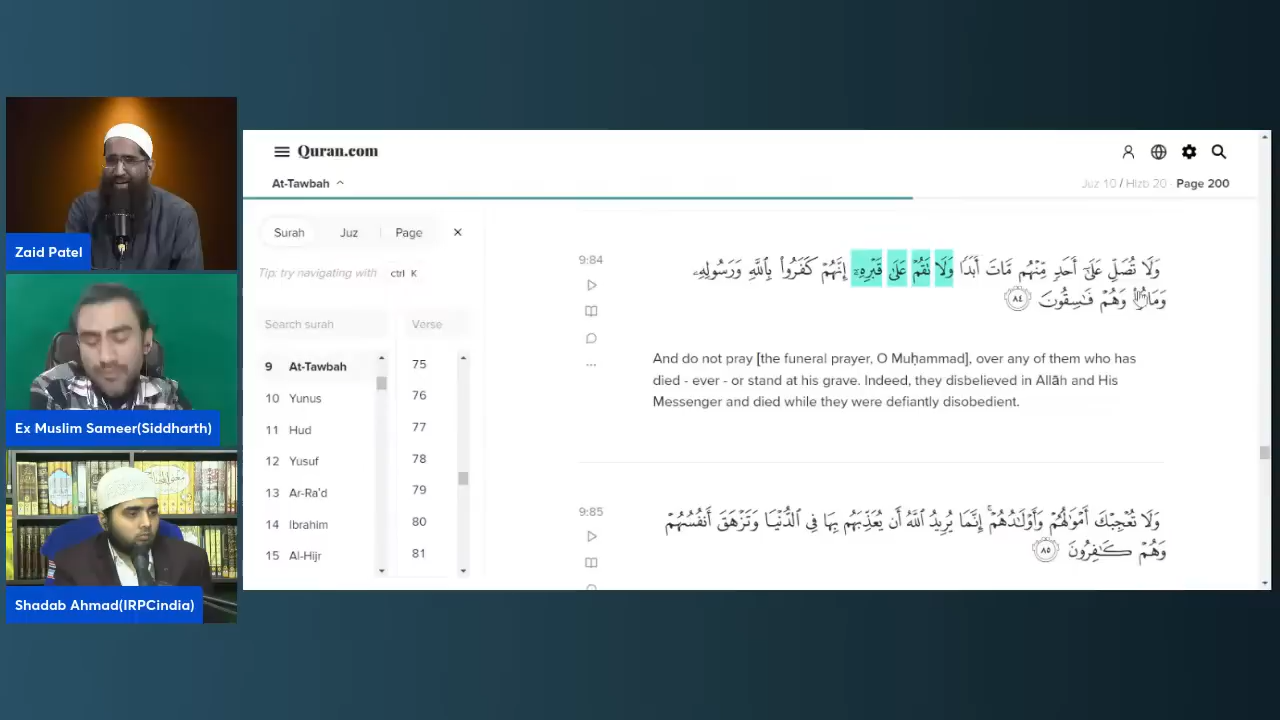 Zaid Patel
Ex Muslim Sameer(Siddharth)
Shadab Ahmad(IRPCindia)
Quran.com
At-Tawbah
Juz 10 / Hizb 20 - Page 200
Surah
Juz
Page
Tip: try navigating with ctrl K
Search surah
Verse
9 At-Tawbah
10 Yunus
11 Hud
12 Yusuf
13 Ar-Ra'd
14 Ibrahim
15 Al-Hijr
75
76
77
78
79
80
81
9:84
وَلَا تُصَلِّ عَلَىٰٓ أَحَدٍ مِّنْهُم مَّاتَ أَبَدًا وَلَا تَقُمْ عَلَىٰ قَبْرِهِۦٓ إِنَّهُمْ كَفَرُوا۟ بِٱللَّهِ وَرَسُولِهِۦ
وَهُمْ فَـٰسِقُونَ ٨٤
And do not pray [the funeral prayer, O Muḥammad], over any of them who has
died - ever - or stand at his grave. Indeed, they disbelieved in Allāh and His
Messenger and died while they were defiantly disobedient.
9:85
وَلَا تُعْجِبْكَ أَمْوَٰلُهُمْ وَأَوْلَـٰدُهُمْ ۚ إِنَّمَا يُرِيدُ ٱللَّهُ أَن يُعَذِّبَهُم بِهَا فِى ٱلدُّنْيَا وَتَزْهَقَ أَنفُسُهُمْ
وَهُمْ كَـٰفِرُونَ ٨٥